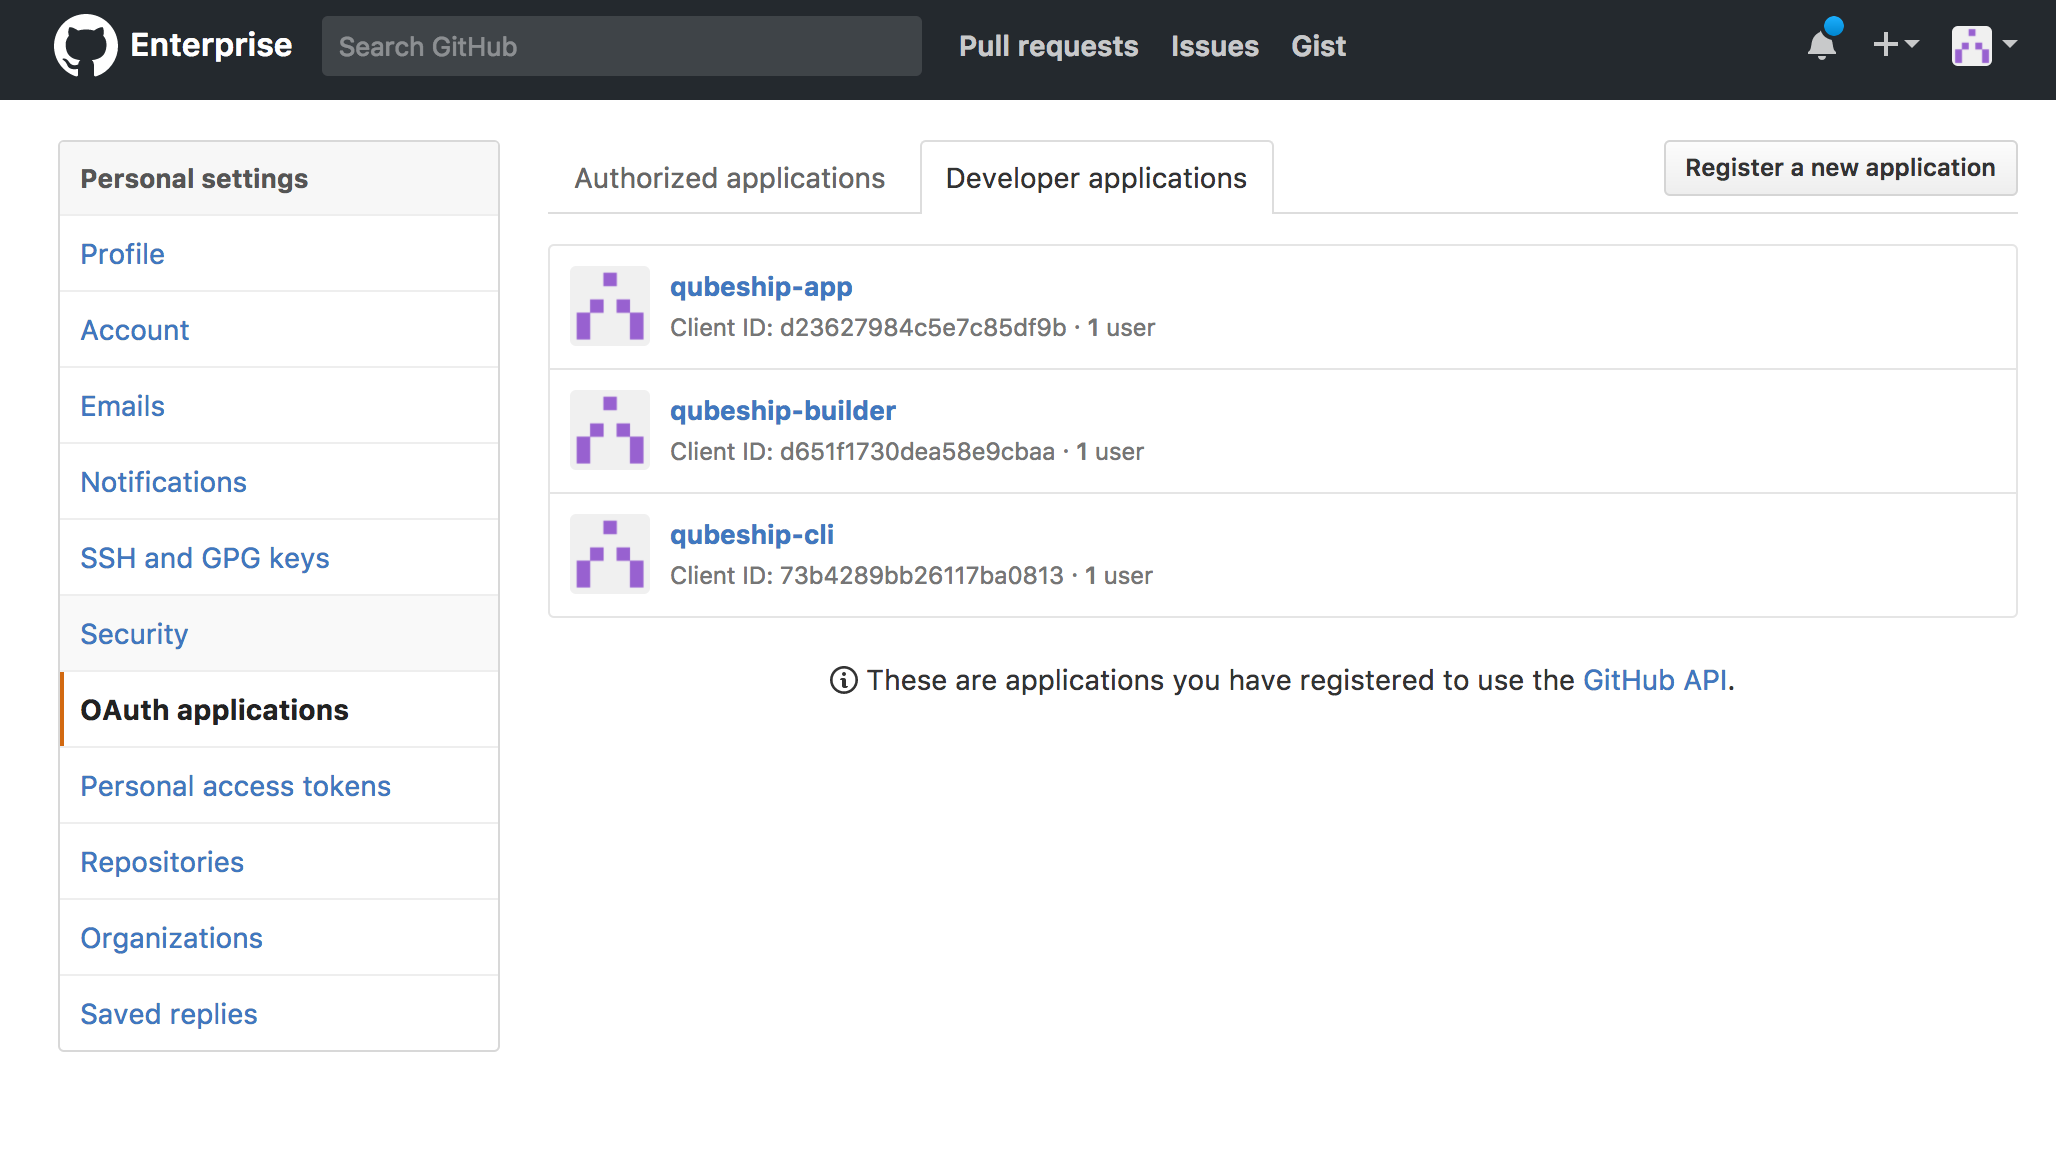 Enterprise
Search GitHub
Pull requests
Issues
Gist
Personal settings
Profile
Account
Emails
Notifications
SSH and GPG keys
Security
OAuth applications
Personal access tokens
Repositories
Organizations
Saved replies
Authorized applications
Developer applications
Register a new application
qubeship-app
Client ID: d23627984c5e7c85df9b · 1 user
qubeship-builder
Client ID: d651f1730dea58e9cbaa · 1 user
qubeship-cli
Client ID: 73b4289bb26117ba0813 · 1 user
These are applications you have registered to use the GitHub API.